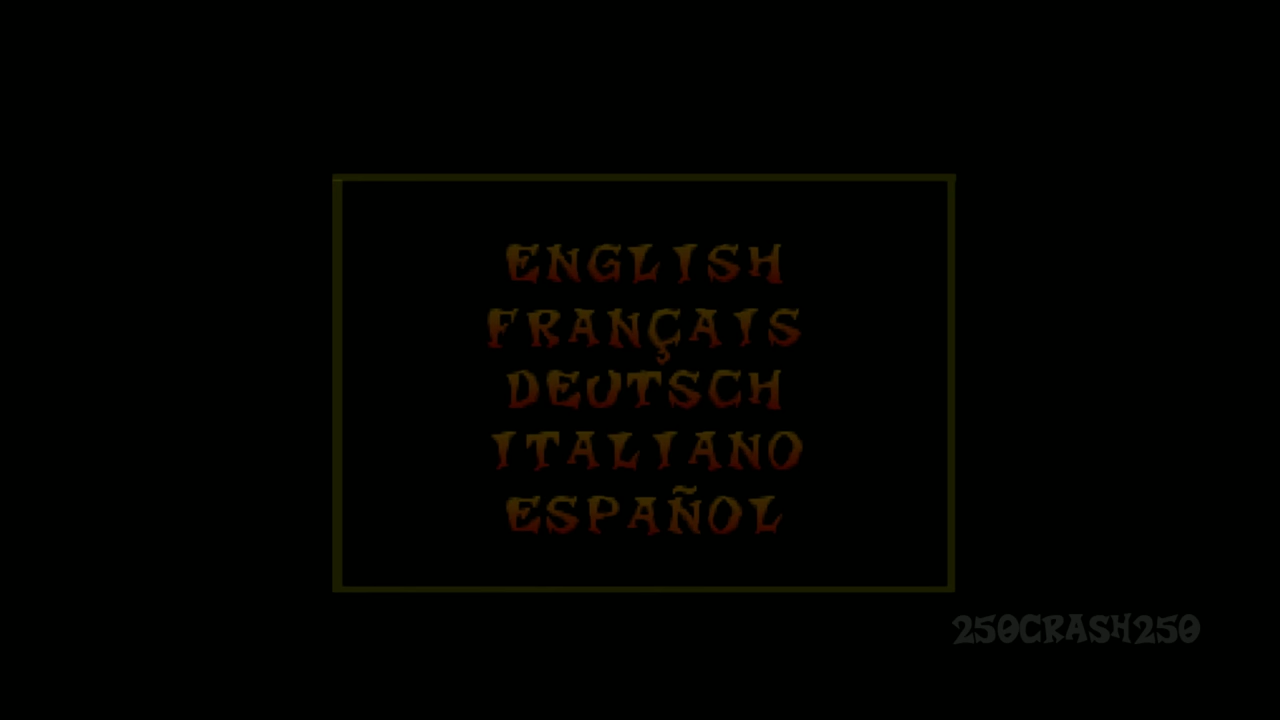 ENGLISH
FRANÇAIS
DEUTSCH
ITALIANO
ESPAÑOL
250CRASH250